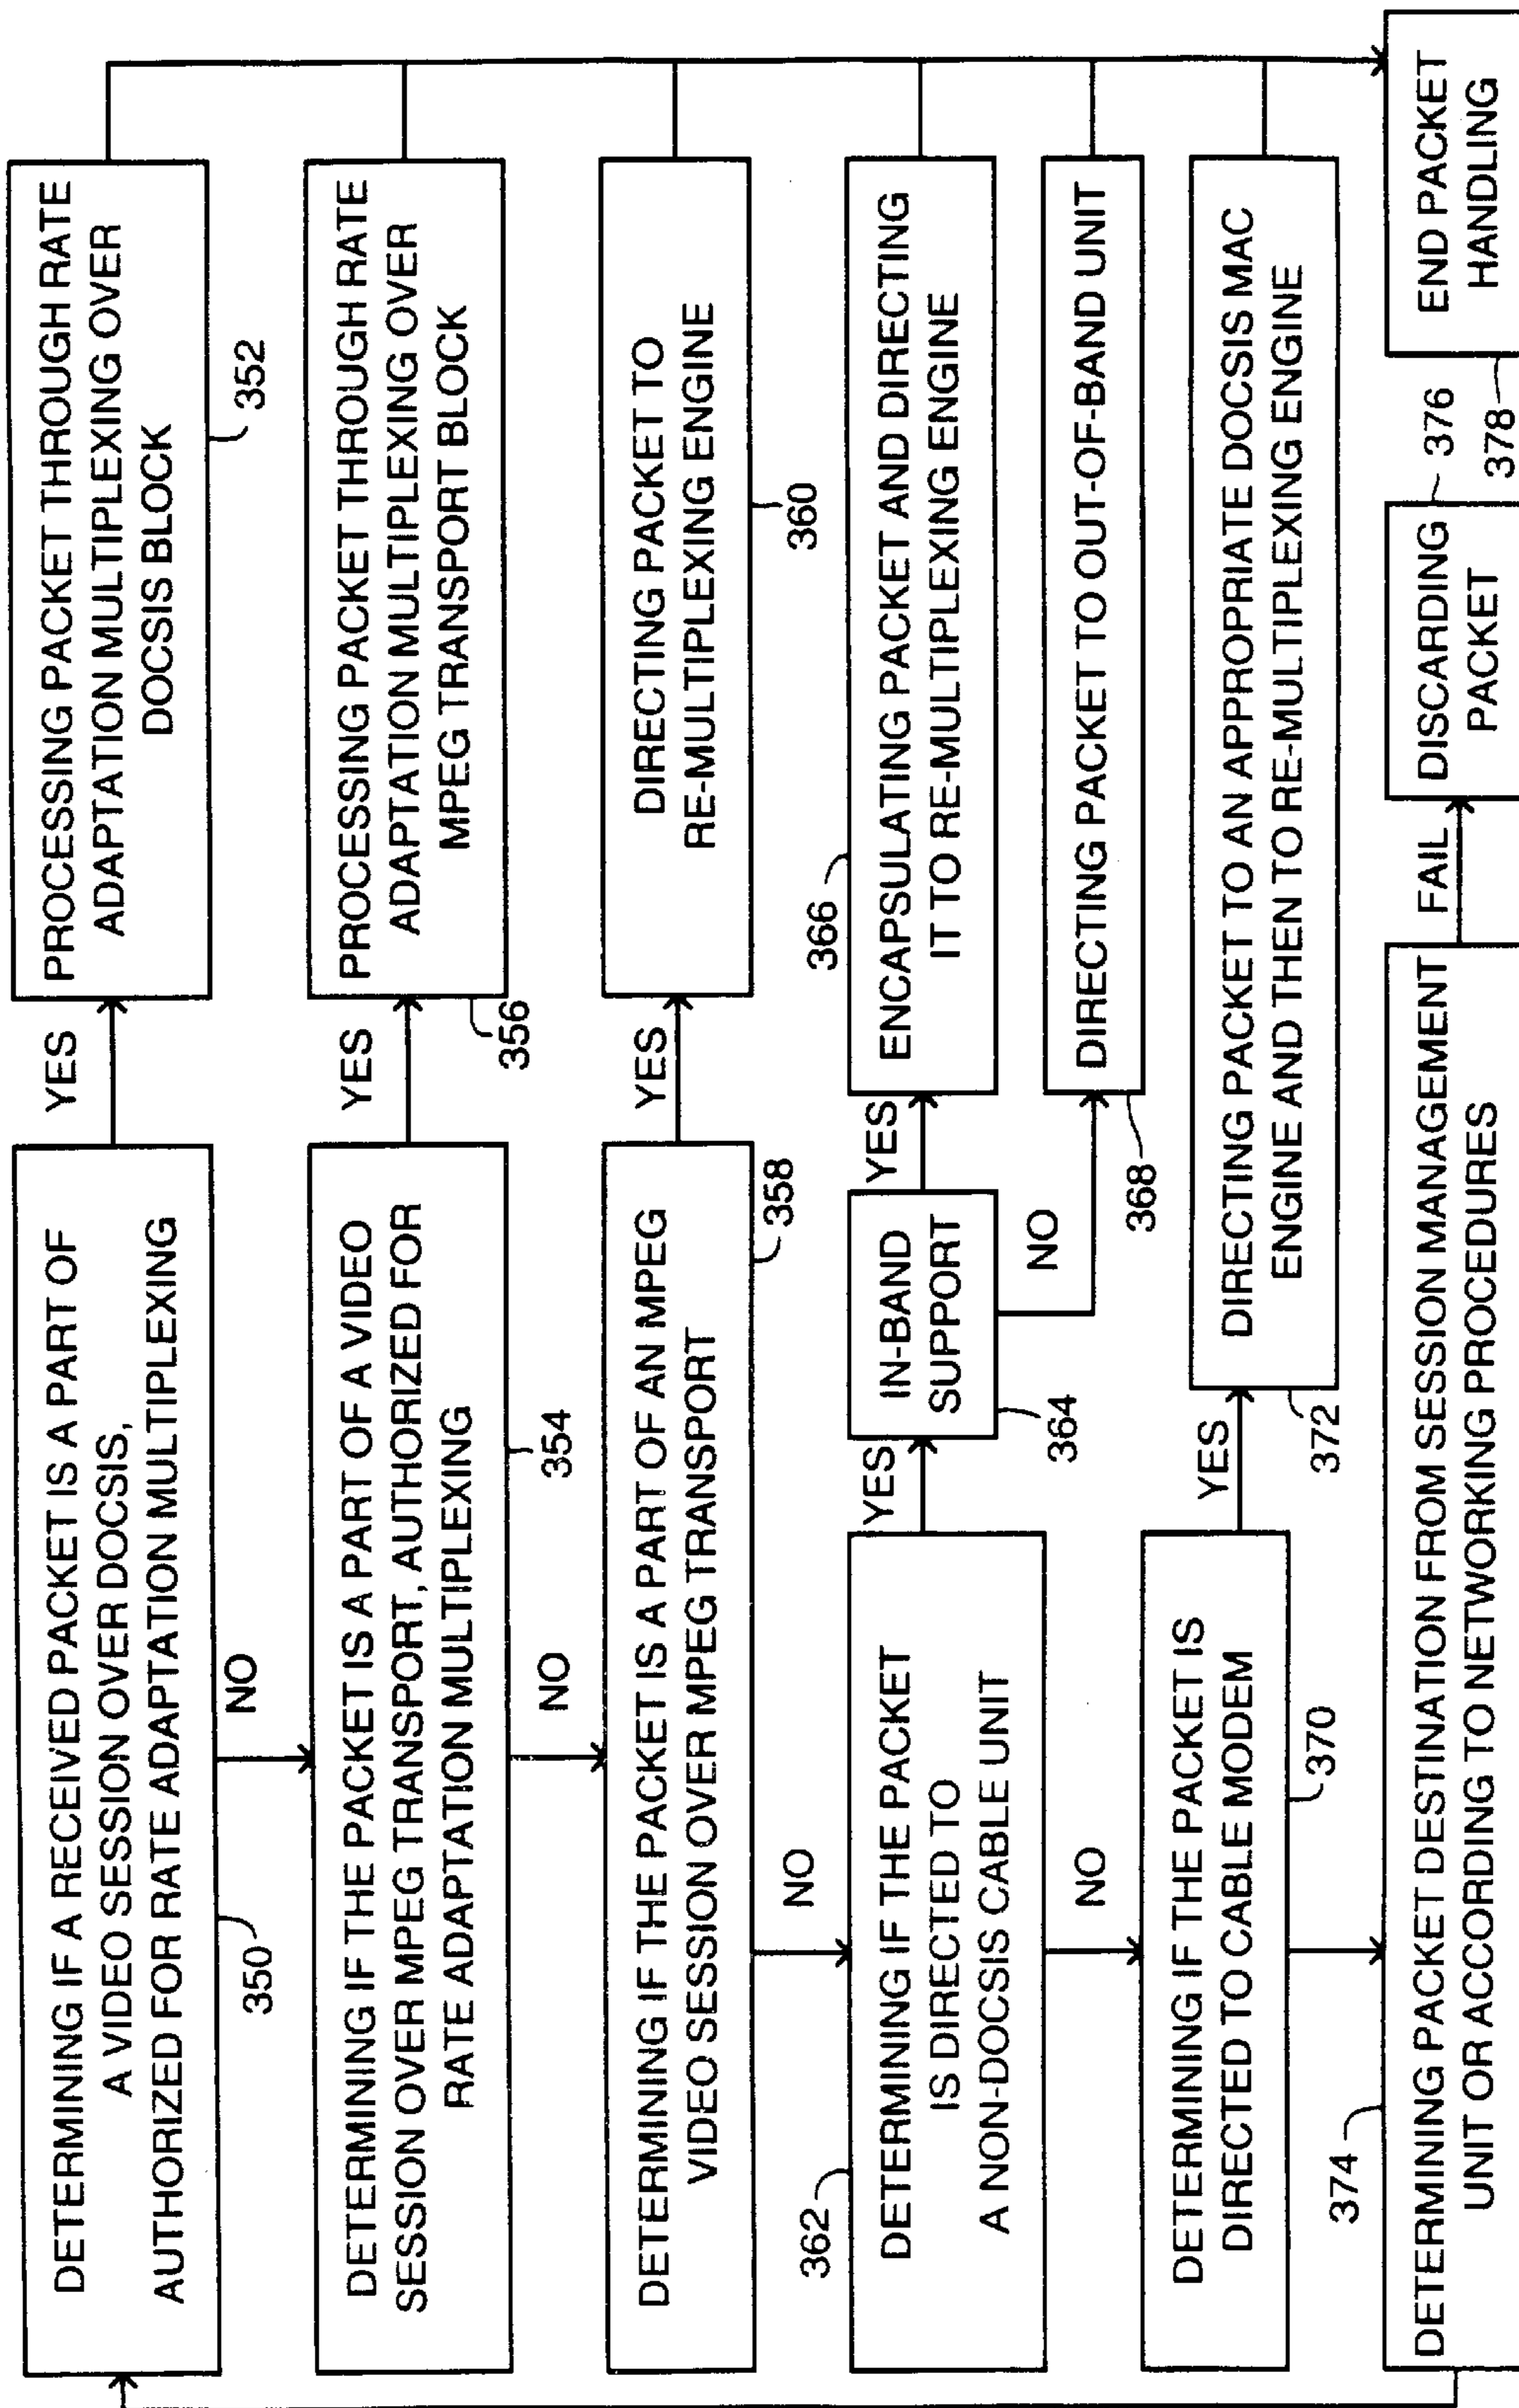 DETERMINING IF A RECEIVED PACKET IS A PART OF
A VIDEO SESSION OVER DOCSIS,
AUTHORIZED FOR RATE ADAPTATION MULTIPLEXING
350
YES
PROCESSING PACKET THROUGH RATE
ADAPTATION MULTIPLEXING OVER
DOCSIS BLOCK
352
NO
DETERMINING IF THE PACKET IS A PART OF A VIDEO
SESSION OVER MPEG TRANSPORT, AUTHORIZED FOR
RATE ADAPTATION MULTIPLEXING
354
YES
PROCESSING PACKET THROUGH RATE
ADAPTATION MULTIPLEXING OVER
MPEG TRANSPORT BLOCK
356
NO
DETERMINING IF THE PACKET IS A PART OF AN MPEG
VIDEO SESSION OVER MPEG TRANSPORT
358
YES
DIRECTING PACKET TO
RE-MULTIPLEXING ENGINE
360
NO
362
DETERMINING IF THE PACKET
IS DIRECTED TO
A NON-DOCSIS CABLE UNIT
YES
IN-BAND
SUPPORT
364
YES
366
ENCAPSULATING PACKET AND DIRECTING
IT TO RE-MULTIPLEXING ENGINE
NO
368
DIRECTING PACKET TO OUT-OF-BAND UNIT
NO
DETERMINING IF THE PACKET IS
DIRECTED TO CABLE MODEM
370
YES
372
DIRECTING PACKET TO AN APPROPRIATE DOCSIS MAC
ENGINE AND THEN TO RE-MULTIPLEXING ENGINE
374
DETERMINING PACKET DESTINATION FROM SESSION MANAGEMENT
UNIT OR ACCORDING TO NETWORKING PROCEDURES
FAIL
DISCARDING
PACKET
376
378
END PACKET
HANDLING